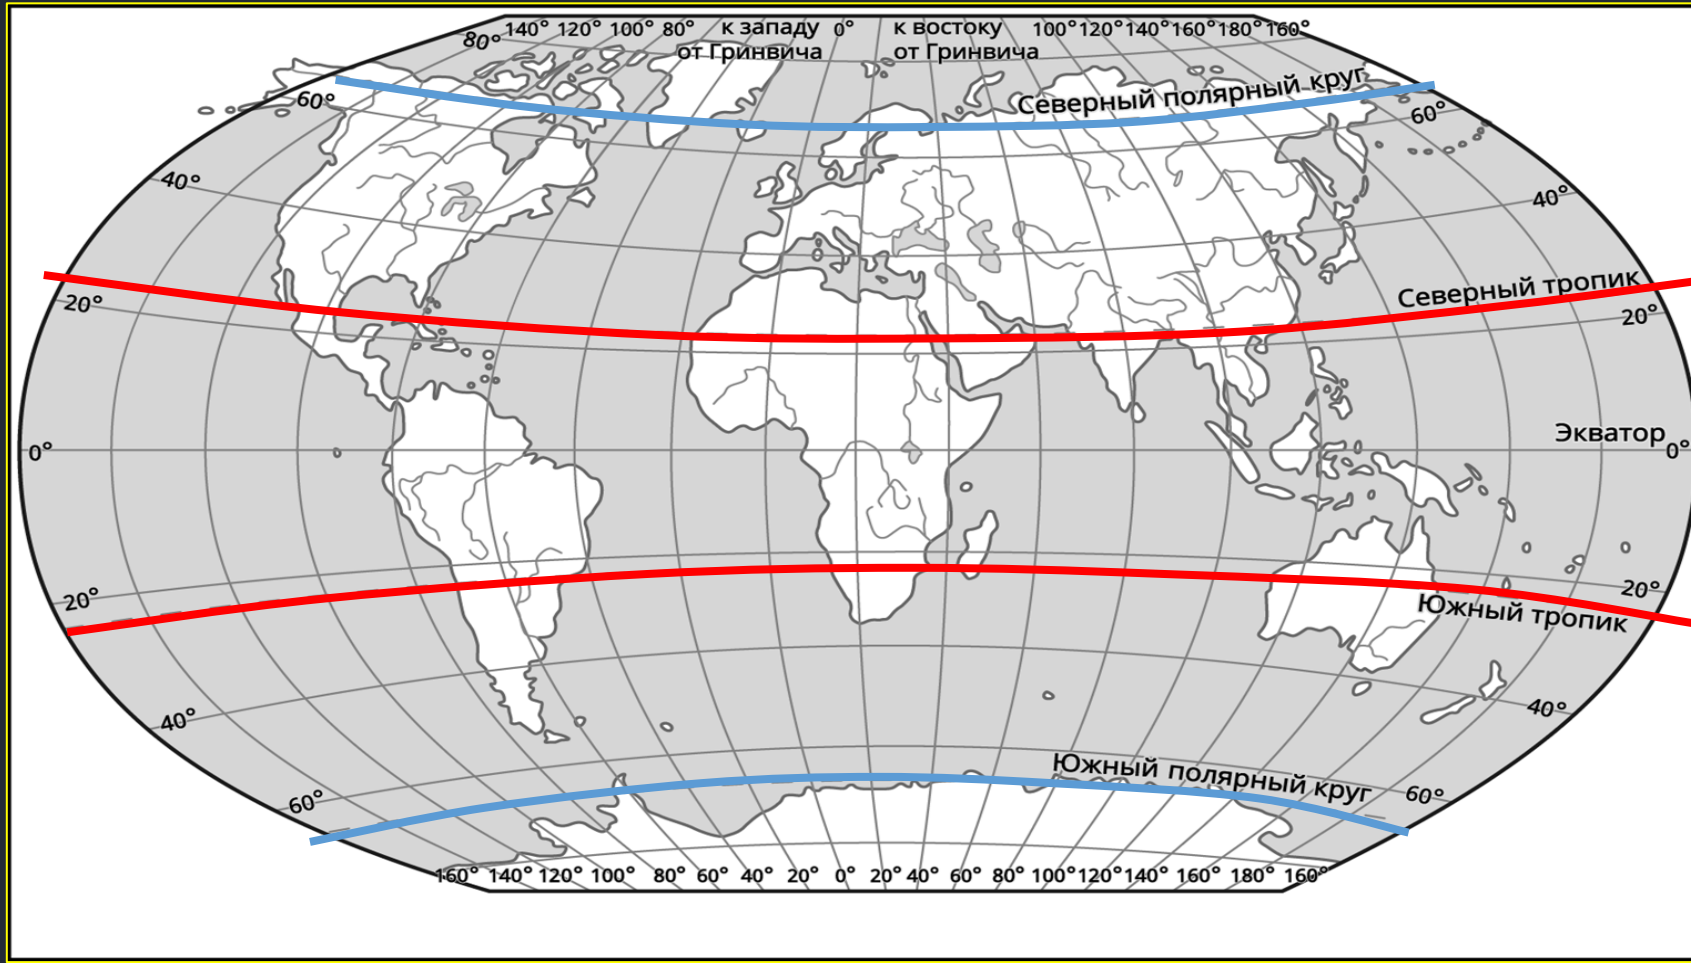 140° 120° 100° 80° к западу 0° к востоку 100° 120° 140° 160° 180° 160°
от Гринвича от Гринвича
80°
Северный полярный круг
60° 60°
40° 40°
Северный тропик
20° 20°
Экватор
0° 0°
20° 20°
Южный тропик
40° 40°
Южный полярный круг
60° 60°
160° 140° 120° 100° 80° 60° 40° 20° 0° 20° 40° 60° 80° 100° 120° 140° 160° 180° 160°